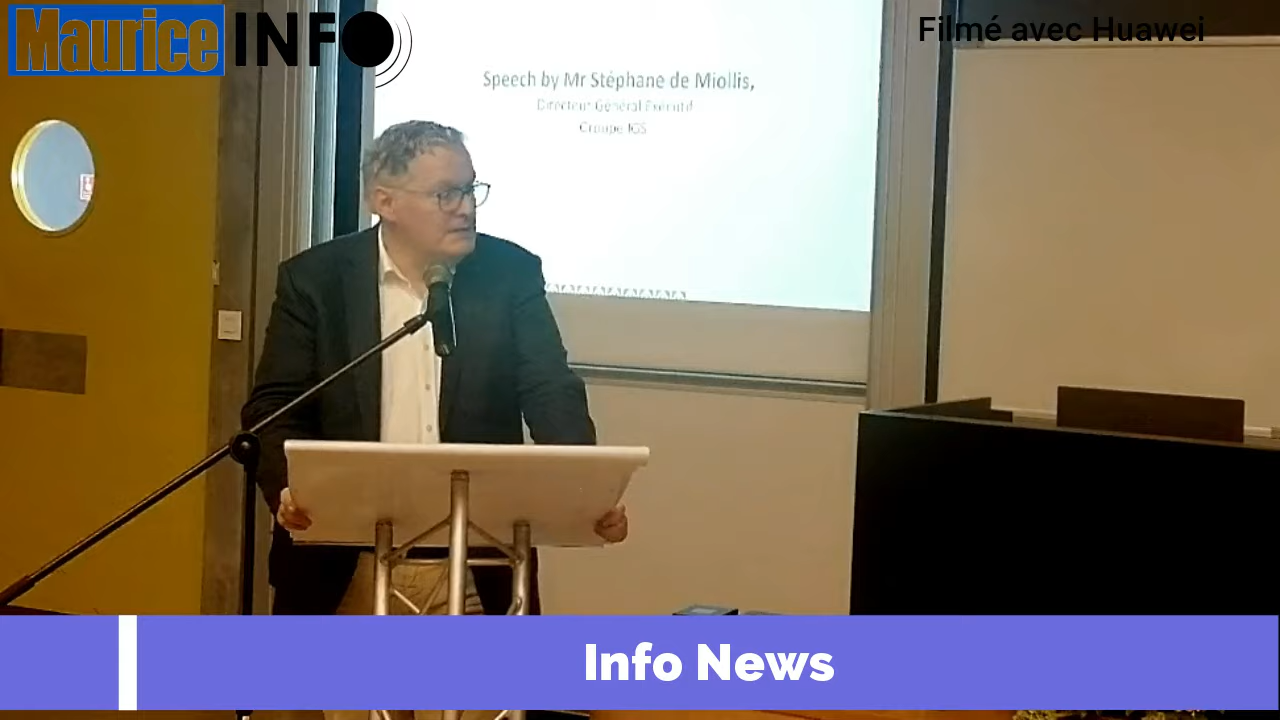 Maurice INFO
Filmé avec Huawei
Speech by Mr Stéphane de Miollis,
Directeur Général Exécutif
Groupe IGS
Info News